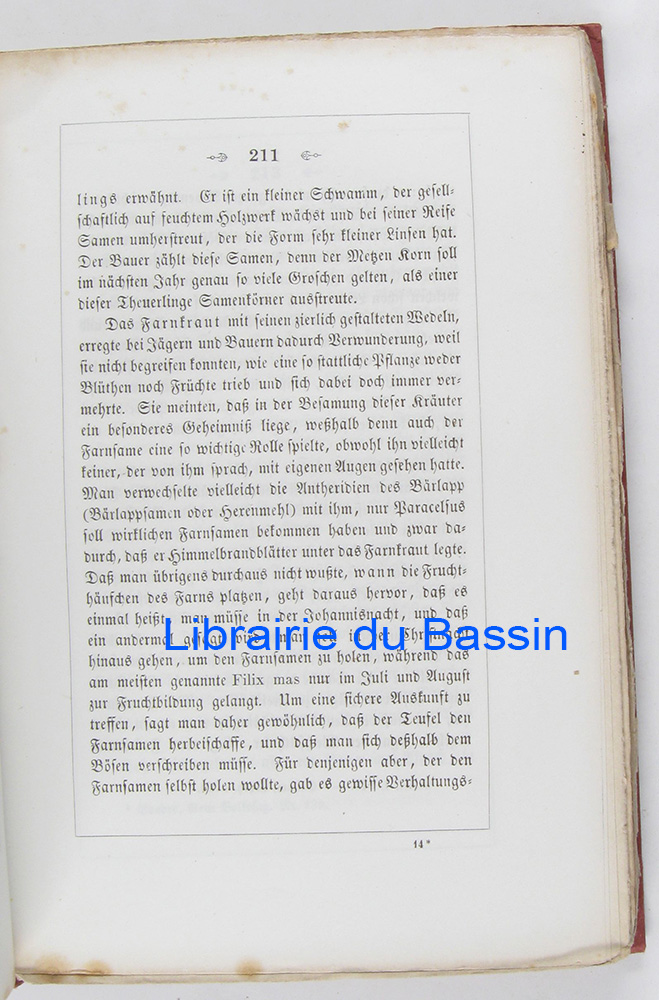 211
lings erwähnt. Er ist ein kleiner Schwamm, der gesell-
schaftlich auf feuchtem Holzwerk wächst und bei seiner Reife
Samen umherstreut, der die Form sehr kleiner Linsen hat.
Der Bauer zählt diese Samen, denn der Metzen Korn soll
im nächsten Jahr genau so viele Groschen gelten, als einer
dieser Theuerlinge Samenkörner ausstreute.
Das Farnkraut mit seinen zierlich gestalteten Wedeln,
erregte bei Jägern und Bauern dadurch Verwunderung, weil
sie nicht begreifen konnten, wie eine so stattliche Pflanze weder
Blüthen noch Früchte trieb und sich dabei doch immer ver-
mehrte. Sie meinten, daß in der Besamung dieser Kräuter
ein besonderes Geheimniß liege, weßhalb denn auch der
Farnsame eine so wichtige Rolle spielte, obwohl ihn vielleicht
keiner, der von ihm sprach, mit eigenen Augen gesehen hatte.
Man verwechselte vielleicht die Antheridien des Bärlapp
(Bärlappsamen oder Hexenmehl) mit ihm, nur Paracelsus
soll wirklichen Farnsamen bekommen haben und zwar da-
durch, daß er Himmelbrandblätter unter das Farnkraut legte.
Daß man übrigens durchaus nicht wußte, wann die Frucht-
häufchen des Farns platzen, geht daraus hervor, daß es
einmal heißt, man müsse in der Johannisnacht, und daß
ein andermal gesagt wird, man soll in der Christnacht
Librairie du Bassin
hinaus gehen, um den Farnsamen zu holen, während das
am meisten genannte Filix mas nur im Juli und August
zur Fruchtbildung gelangt. Um eine sichere Auskunft zu
treffen, sagt man daher gewöhnlich, daß der Teufel den
Farnsamen herbeischaffe, und daß man sich deßhalb dem
Bösen verschreiben müsse. Für denjenigen aber, der den
Farnsamen selbst holen wollte, gab es gewisse Verhaltungs-
14*